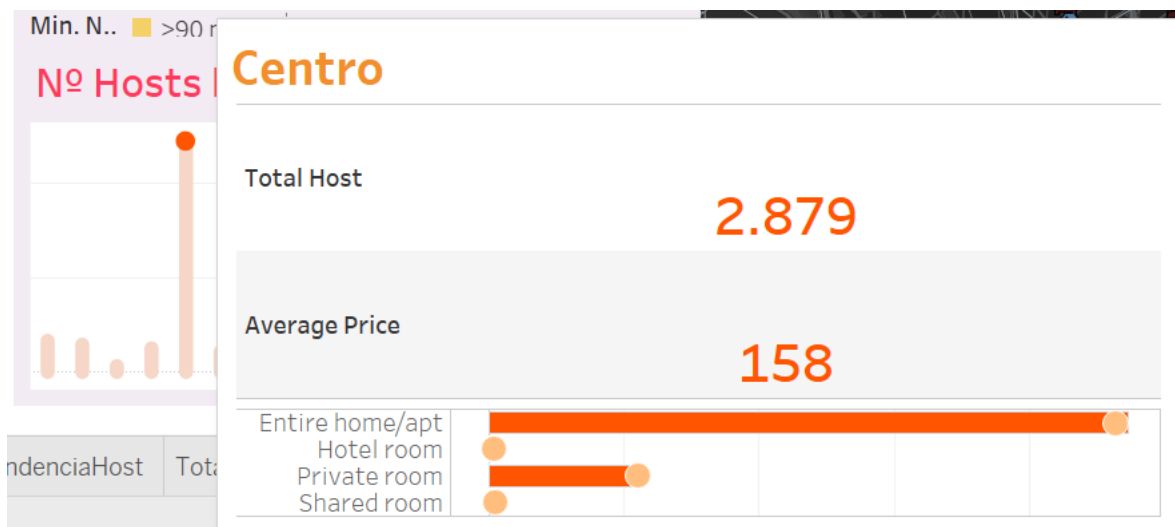 Min. N.. >90 r
Nº Hosts
Centro
Total Host
2.879
Average Price
158
Entire home/apt
Hotel room
Private room
Shared room
ndenciaHost Tota